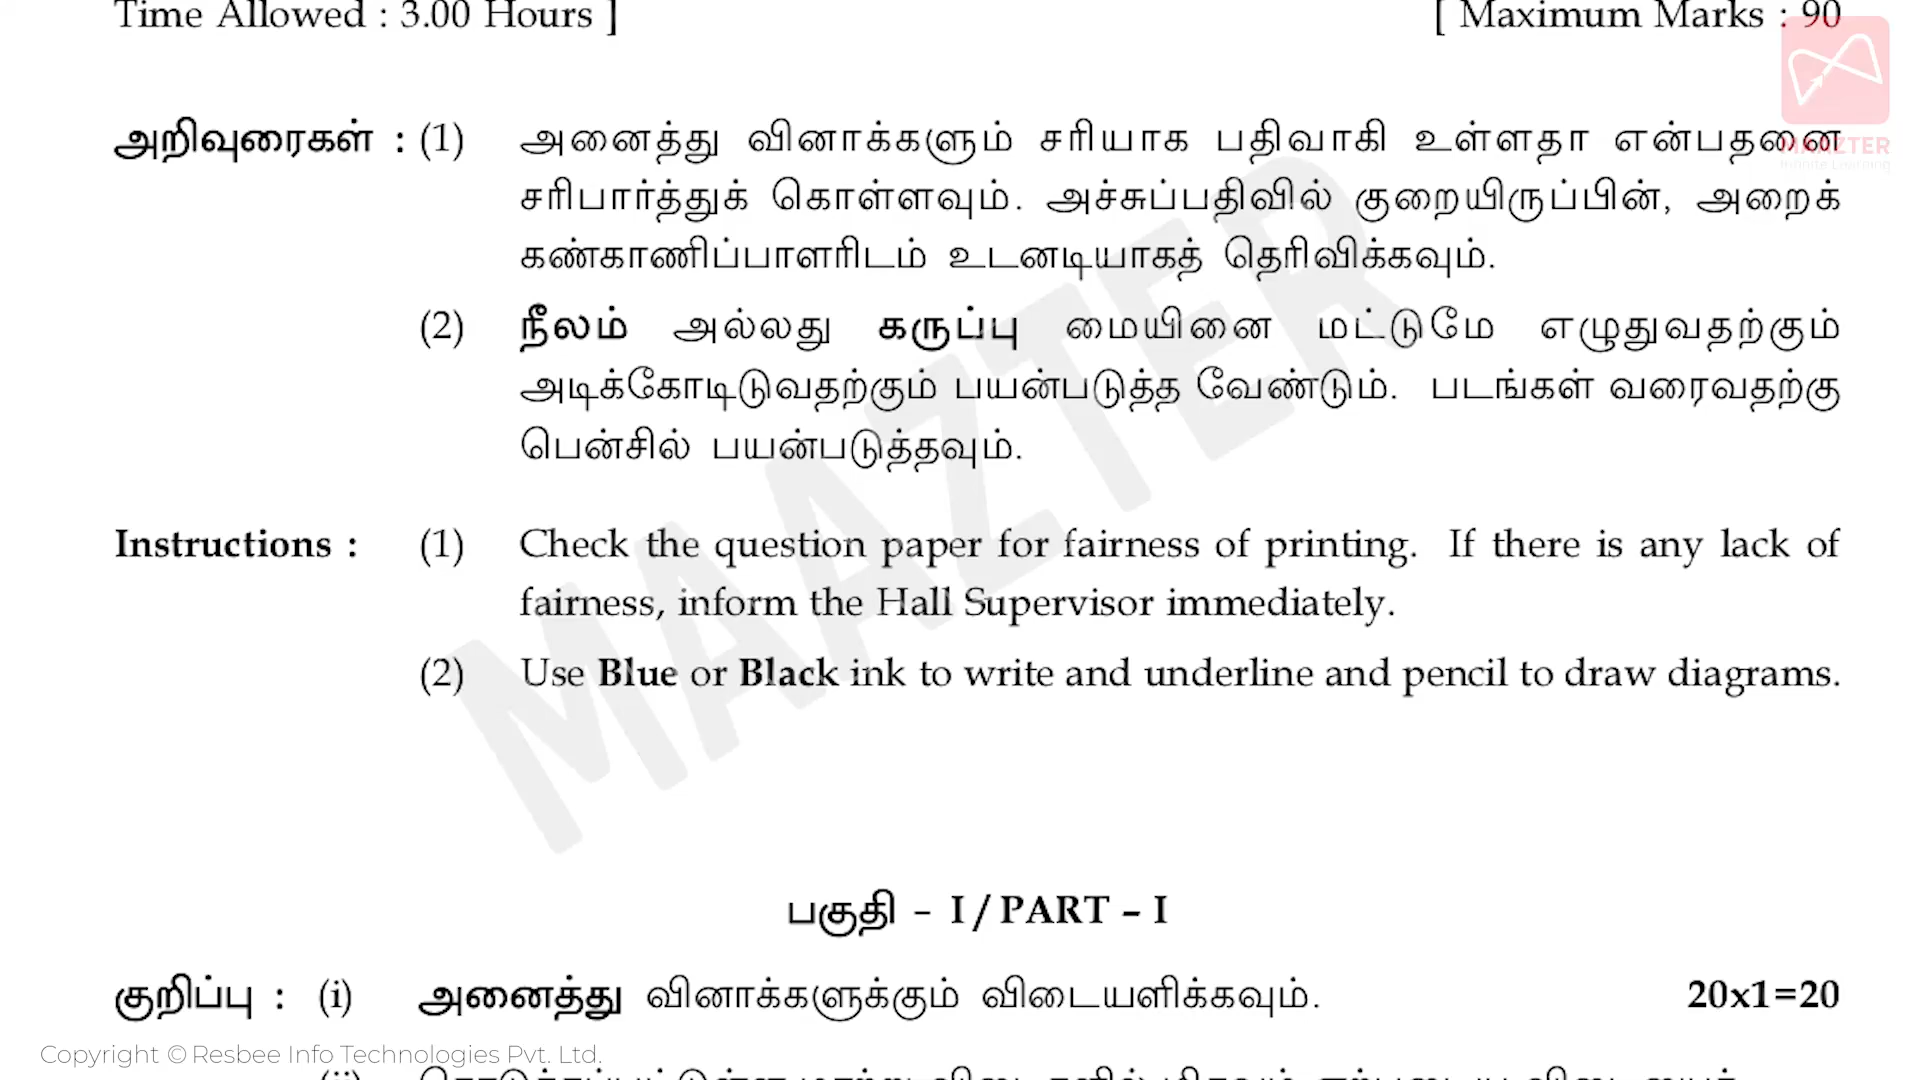 Time Allowed : 3.00 Hours ] [ Maximum Marks : 90
MAAZTER
Infinite Learning
அறிவுரைகள் : (1) அனைத்து வினாக்களும் சரியாக பதிவாகி உள்ளதா என்பதனை
சரிபார்த்துக் கொள்ளவும். அச்சுப்பதிவில் குறையிருப்பின், அறைக்
கண்காணிப்பாளரிடம் உடனடியாகத் தெரிவிக்கவும்.
(2) நீலம் அல்லது கருப்பு மையினை மட்டுமே எழுதுவதற்கும்
அடிக்கோடிடுவதற்கும் பயன்படுத்த வேண்டும். படங்கள் வரைவதற்கு
பென்சில் பயன்படுத்தவும்.
MAAZTER
Instructions : (1) Check the question paper for fairness of printing. If there is any lack of
fairness, inform the Hall Supervisor immediately.
(2) Use Blue or Black ink to write and underline and pencil to draw diagrams.
பகுதி - I / PART – I
குறிப்பு : (i) அனைத்து வினாக்களுக்கும் விடையளிக்கவும். 20x1=20
Copyright © Resbee Info Technologies Pvt. Ltd.